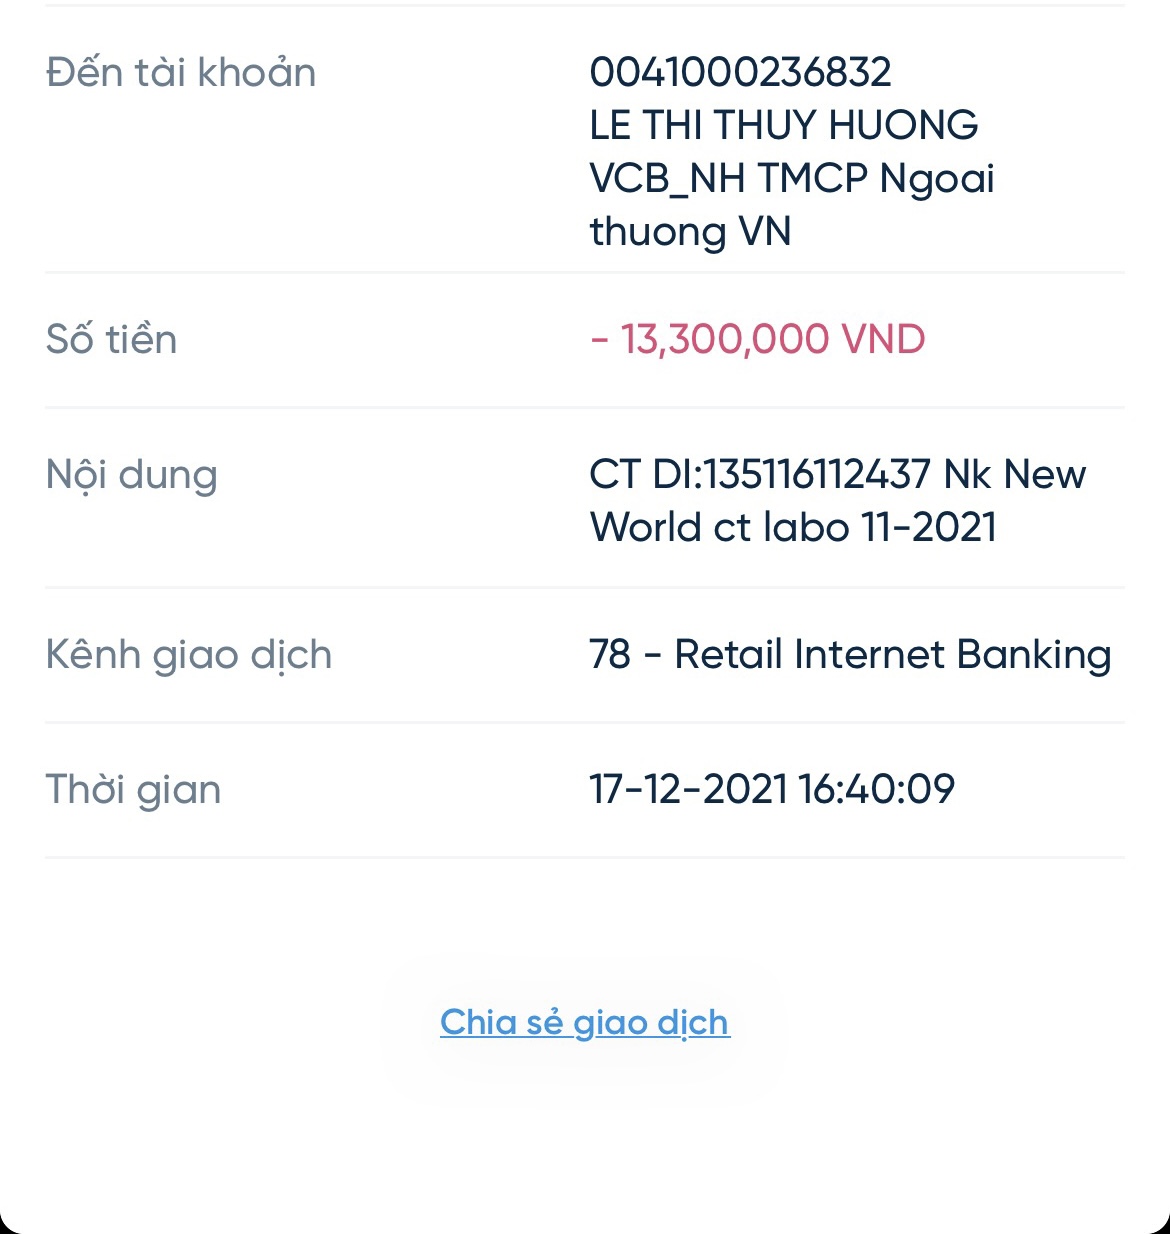 Đến tài khoản
0041000236832
LE THI THUY HUONG
VCB_NH TMCP Ngoai
thuong VN
Số tiền
- 13,300,000 VND
Nội dung
CT DI:135116112437 Nk New
World ct labo 11-2021
Kênh giao dịch
78 - Retail Internet Banking
Thời gian
17-12-2021 16:40:09
Chia sẻ giao dịch